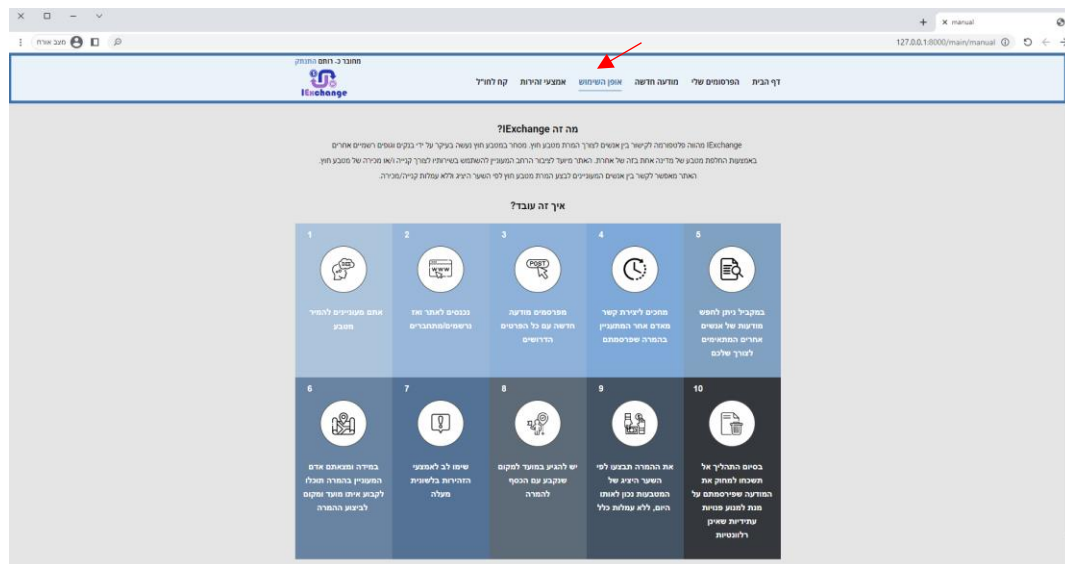 manual
127.0.0.1:8000/main/manual
מצב אורח
מחובר כ- רותם התנתק
IExchange
דף הבית הפרסומים שלי מודעה חדשה אופן השימוש אמצעי זהירות קח לחו"ל
מה זה IExchange?
IExchange מהווה פלטפורמה לקישור בין אנשים לצורך המרת מטבע חוץ. מסחר במטבע חוץ נעשה בעיקר על ידי בנקים וגופים רשמיים אחרים
באמצעות החלפת מטבע של מדינה אחת בזה של אחרת. האתר מיועד לציבור הרחב המעוניין להשתמש בשירותיו לצורך קנייה ו/או מכירה של מטבע חוץ.
האתר מאפשר לקשר בין אנשים המעוניינים לבצע המרת מטבע חוץ לפי השער היציג וללא עמלות קנייה/מכירה.
איך זה עובד?
1
אתם מעוניינים להמיר
מטבע
2
WWW
נכנסים לאתר ואז
נרשמים/מתחברים
3
POST
מפרסמים מודעה
חדשה עם כל הפרטים
הדרושים
4
מחכים ליצירת קשר
מאדם אחר המתעניין
בהמרה שפרסמתם
5
במקביל ניתן לחפש
מודעות של אנשים
אחרים המתאימים
לצורך שלכם
6
במידה ומצאתם אדם
המעוניין בהמרה תוכלו
לקבוע איתו מועד ומקום
לביצוע ההמרה
7
שימו לב לאמצעי
הזהירות בלשונית
מעלה
8
יש להגיע במועד למקום
שנקבע עם הכסף
להמרה
9
את ההמרה תבצעו לפי
השער היציג של
המטבעות נכון לאותו
היום, ללא עמלות כלל
10
בסיום התהליך אל
תשכחו למחוק את
המודעה שפירסמתם על
מנת למנוע פניות
עתידיות שאינן
רלוונטיות